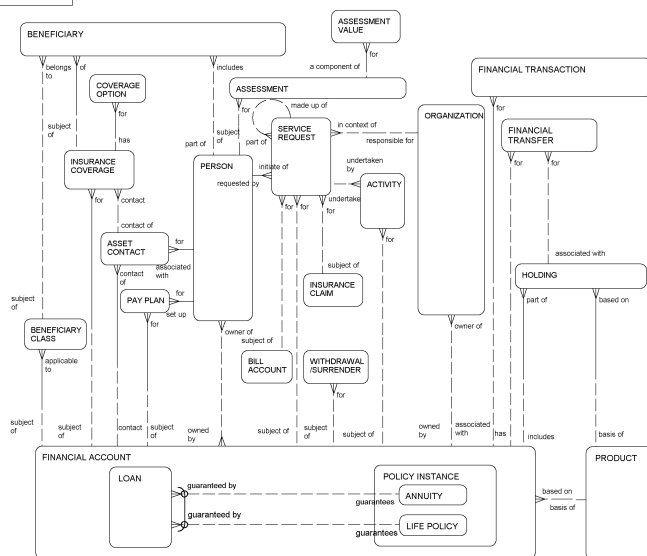 BENEFICIARY
ASSESSMENT
VALUE
for
belongs
to
of
includes
a component of
FINANCIAL TRANSACTION
COVERAGE
OPTION
for
ASSESSMENT
for
made up of
for
ORGANIZATION
FINANCIAL
TRANSFER
subject
of
has
part of
subject
of
part of
SERVICE
REQUEST
in context of
responsible for
INSURANCE
COVERAGE
PERSON
initiate of
requested by
undertaken
by
ACTIVITY
for
for
for
contact
for
for
for
undertake
for
contact of
ASSET
CONTACT
for
associated
with
associated with
contact
of
subject of
HOLDING
PAY PLAN
for
set up
for
INSURANCE
CLAIM
part of
based on
subject
of
BENEFICIARY
CLASS
owner of
subject of
owner of
applicable
to
BILL
ACCOUNT
WITHDRAWAL
/SURRENDER
for
subject
of
subject
of
contact
subject
of
owned
by
subject of
subject
of
subject of
owned
by
associated
with
has
includes
basis of
FINANCIAL ACCOUNT
PRODUCT
LOAN
POLICY INSTANCE
guaranteed by
guarantees
ANNUITY
based on
basis of
guaranteed by
guarantees
LIFE POLICY